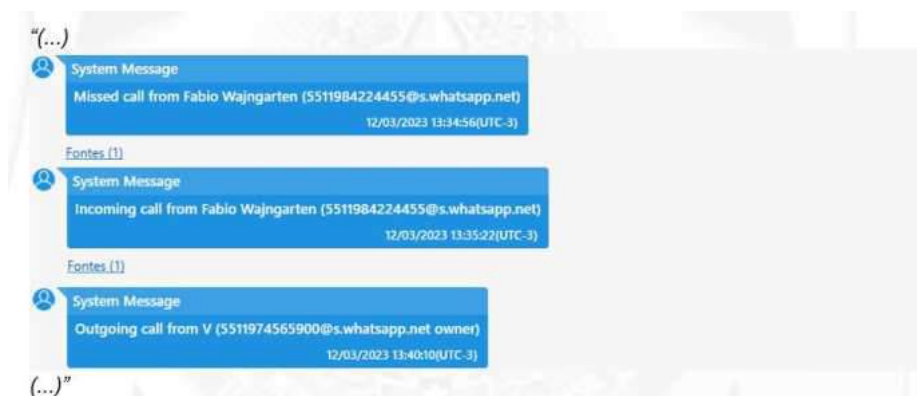 “(...)
System Message
Missed call from Fabio Wajngarten (5511984224455@s.whatsapp.net)
12/03/2023 13:34:56(UTC-3)
Fontes (1)
System Message
Incoming call from Fabio Wajngarten (5511984224455@s.whatsapp.net)
12/03/2023 13:35:22(UTC-3)
Fontes (1)
System Message
Outgoing call from V (5511974565900@s.whatsapp.net owner)
12/03/2023 13:40:10(UTC-3)
(...)”